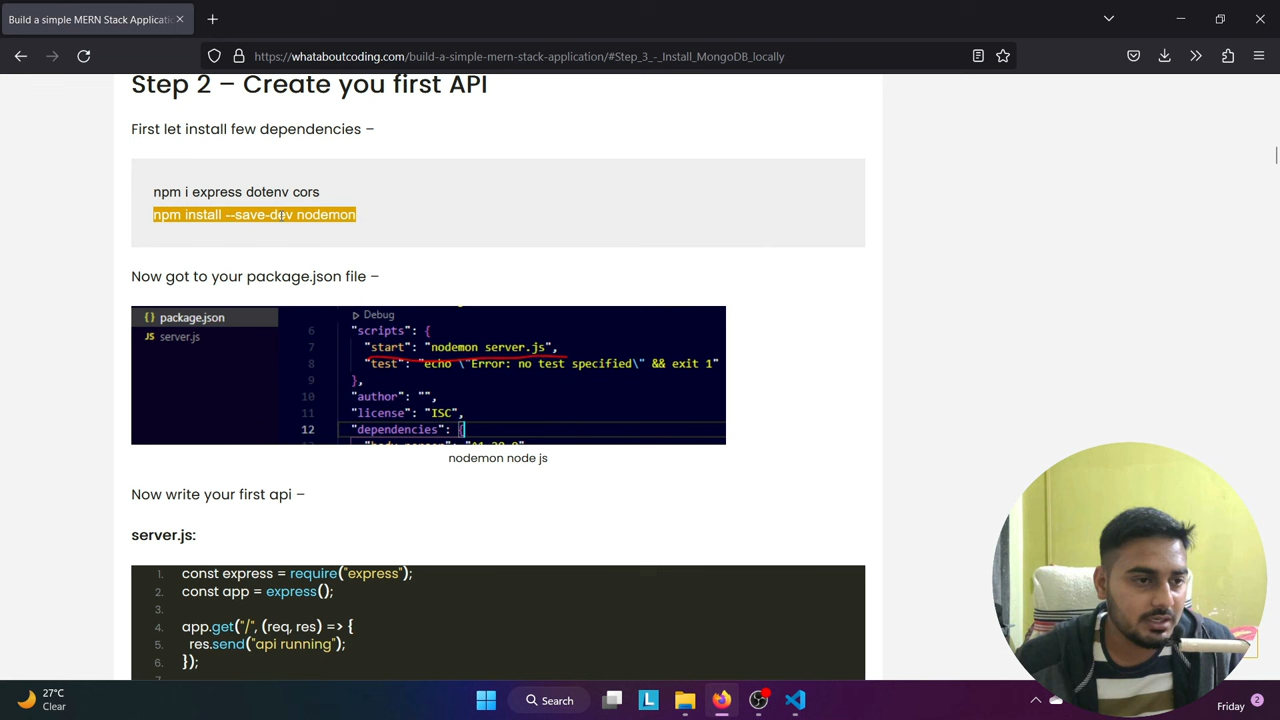 Build a simple MERN Stack Applicatio
https://whataboutcoding.com/build-a-simple-mern-stack-application/#Step_3_-_Install_MongoDB_locally
Step 2 – Create you first API
First let install few dependencies –
npm i express dotenv cors
npm install --save-dev nodemon
Now got to your package.json file –
{} package.json
JS server.js
Debug
6 "scripts": {
7 "start": "nodemon server.js",
8 "test": "echo \"Error: no test specified\" && exit 1"
9 },
10 "author": "",
11 "license": "ISC",
12 "dependencies": {
nodemon node js
Now write your first api –
server.js:
1. const express = require("express");
2. const app = express();
3.
4. app.get("/", (req, res) => {
5. res.send("api running");
6. });
27°C
Clear
Search
L
Friday
2